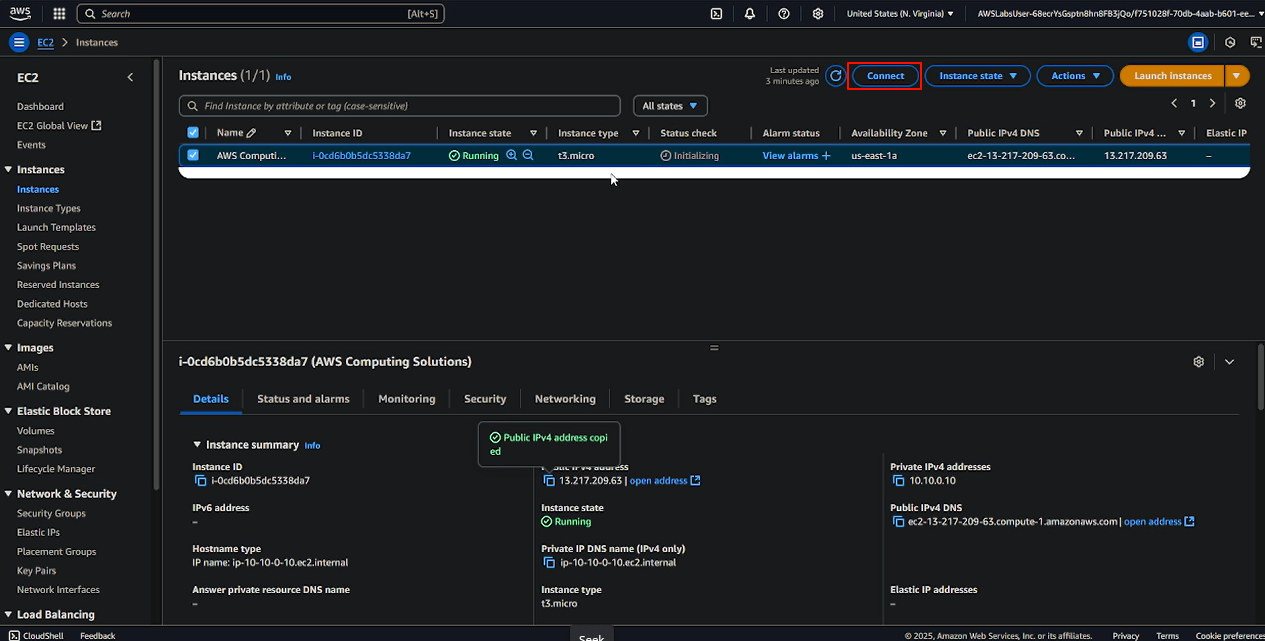 aws
Search [Alt+S]
United States (N. Virginia)
AWSLabsUser-68ecrYsGsptn8hn8FB3jQo/f751028f-70db-4aab-b601-ee...
EC2 > Instances
EC2
Dashboard
EC2 Global View
Events
Instances
Instances
Instance Types
Launch Templates
Spot Requests
Savings Plans
Reserved Instances
Dedicated Hosts
Capacity Reservations
Images
AMIs
AMI Catalog
Elastic Block Store
Volumes
Snapshots
Lifecycle Manager
Network & Security
Security Groups
Elastic IPs
Placement Groups
Key Pairs
Network Interfaces
Load Balancing
Instances (1/1) Info
Last updated
3 minutes ago
Connect
Instance state
Actions
Launch instances
Find Instance by attribute or tag (case-sensitive)
All states
1
Name Instance ID Instance state Instance type Status check Alarm status Availability Zone Public IPv4 DNS Public IPv4 ... Elastic IP
AWS Computi... i-0cd6b0b5dc5338da7 Running t3.micro Initializing View alarms + us-east-1a ec2-13-217-209-63.co... 13.217.209.63 –
i-0cd6b0b5dc5338da7 (AWS Computing Solutions)
Details Status and alarms Monitoring Security Networking Storage Tags
Instance summary Info
Public IPv4 address copi
ed
Instance ID
i-0cd6b0b5dc5338da7
Public IPv4 address
13.217.209.63 | open address
Private IPv4 addresses
10.10.0.10
IPv6 address
–
Instance state
Running
Public IPv4 DNS
ec2-13-217-209-63.compute-1.amazonaws.com | open address
Hostname type
IP name: ip-10-10-0-10.ec2.internal
Private IP DNS name (IPv4 only)
ip-10-10-0-10.ec2.internal
Answer private resource DNS name
–
Instance type
t3.micro
Elastic IP addresses
–
CloudShell Feedback
Seek
© 2025, Amazon Web Services, Inc. or its affiliates. Privacy Terms Cookie preferences